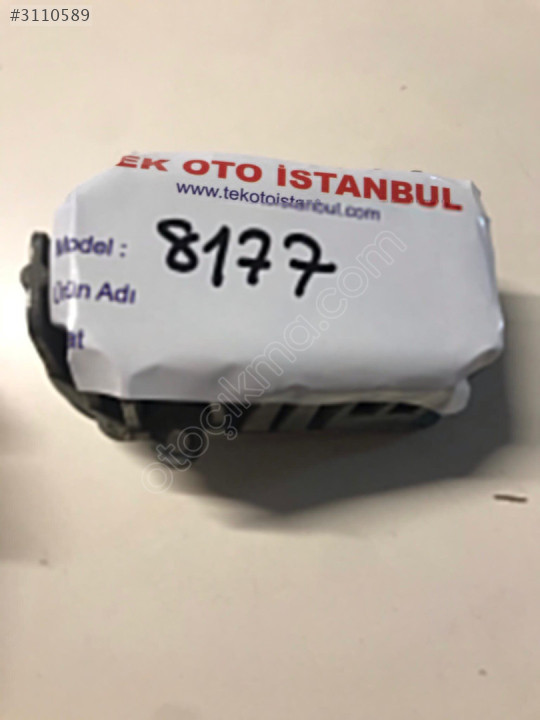 #3110589
EK OTO İSTANBUL
www.tekotoistanbul.com
Model : 8177
Adı
otoçıkma.com